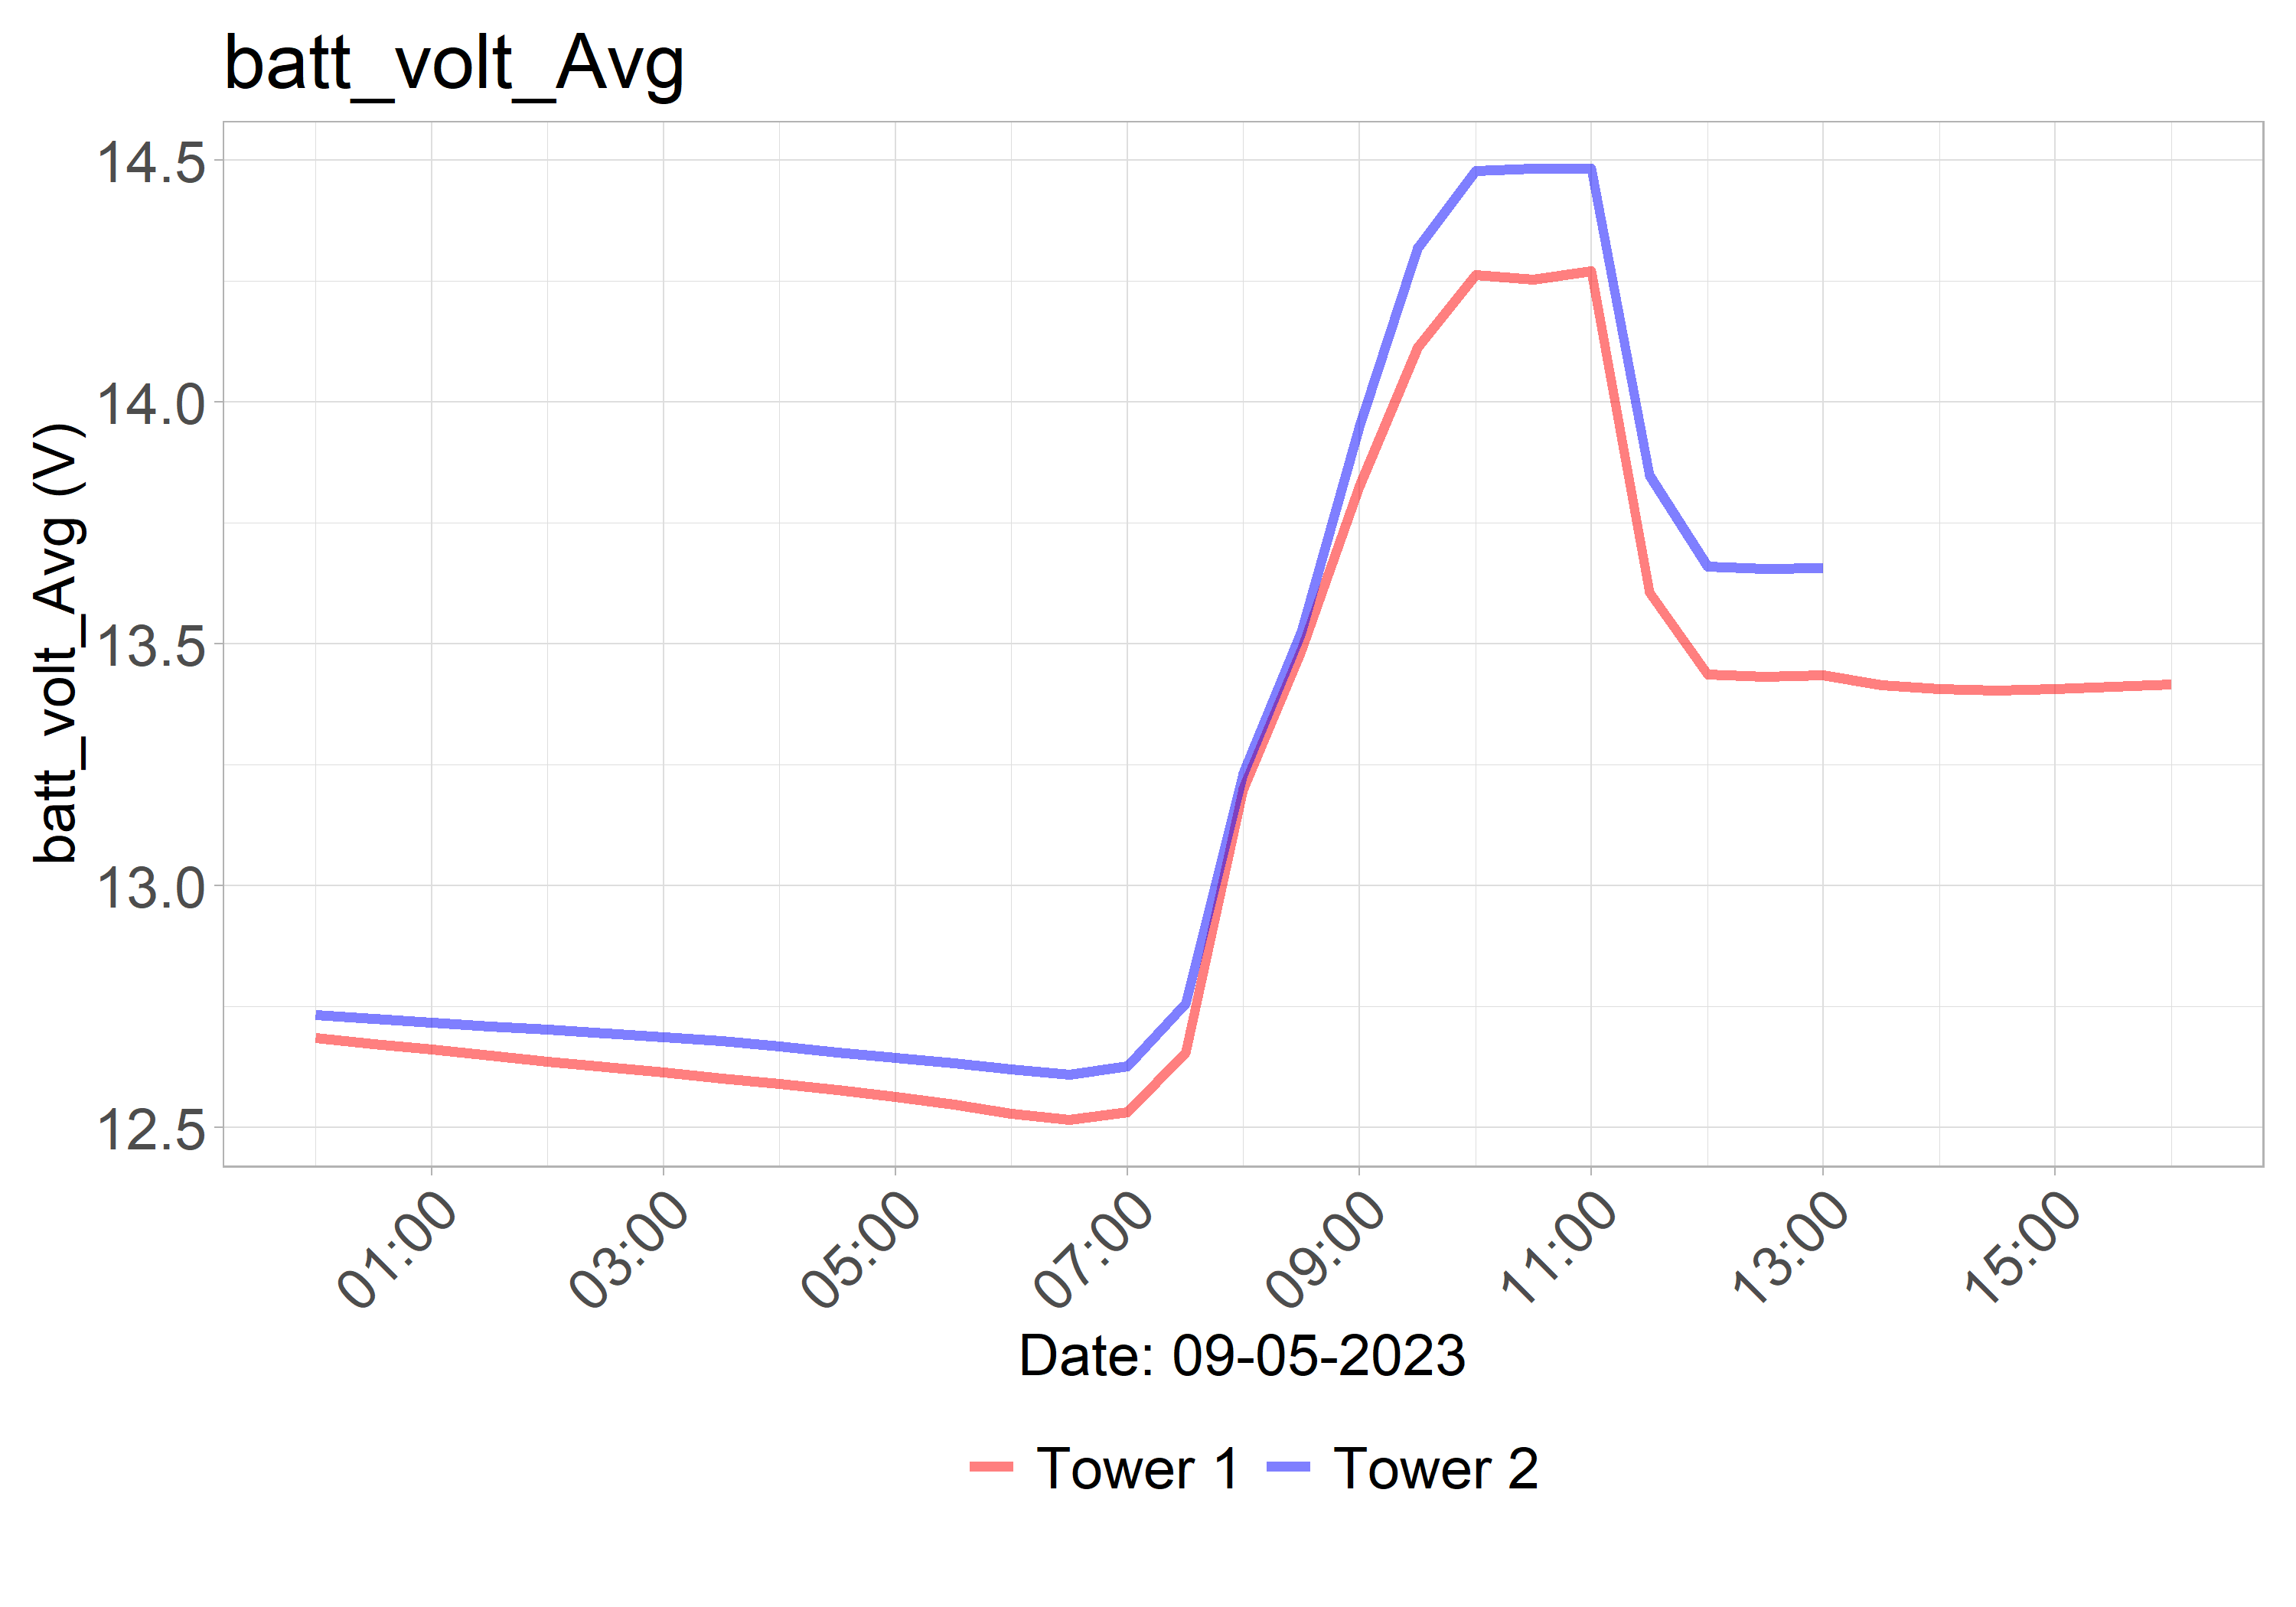 batt_volt_Avg
batt_volt_Avg (V)
14.5
14.0
13.5
13.0
12.5
01:00 03:00 05:00 07:00 09:00 11:00 13:00 15:00
Date: 09-05-2023
Tower 1 Tower 2